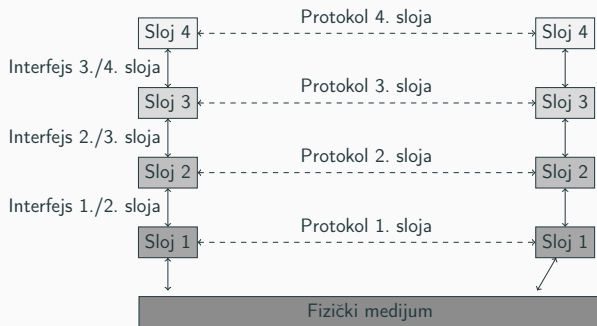 Protokol 4. sloja
Sloj 4
Sloj 4
Interfejs 3./4. sloja
Protokol 3. sloja
Sloj 3
Sloj 3
Interfejs 2./3. sloja
Protokol 2. sloja
Sloj 2
Sloj 2
Interfejs 1./2. sloja
Protokol 1. sloja
Sloj 1
Sloj 1
Fizički medijum